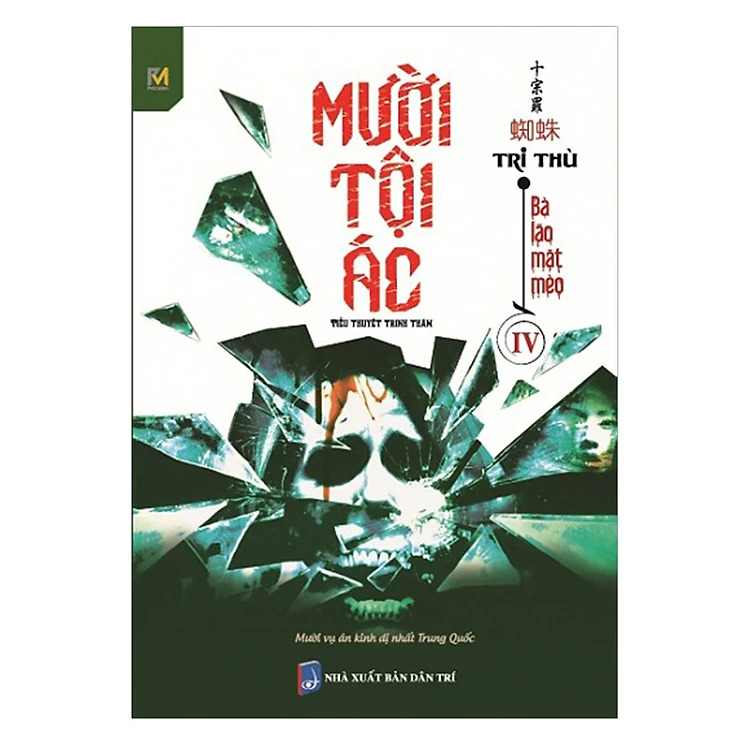 MƯỜI
TỘI
ÁC
TIỂU THUYẾT TRINH THÁM
十宗罪
蜘蛛
TRI THÙ
Bà
lão
mặt
mèo
IV
Mười vụ án kinh dị nhất Trung Quốc
NHÀ XUẤT BẢN DÂN TRÍ